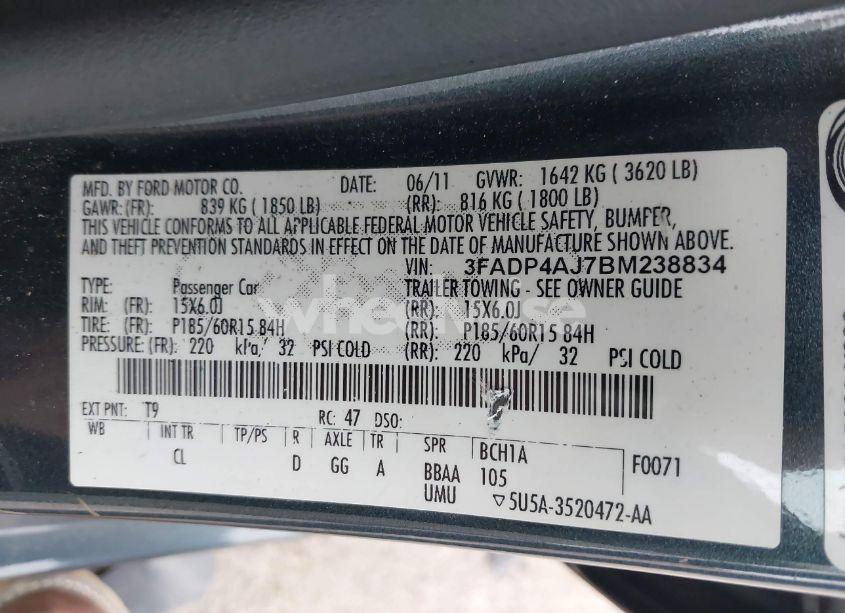 MFD. BY FORD MOTOR CO. DATE: 06/11 GVWR: 1642 KG ( 3620 LB)
GAWR:(FR): 839 KG ( 1850 LB) (RR): 816 KG ( 1800 LB)
THIS VEHICLE CONFORMS TO ALL APPLICABLE FEDERAL MOTOR VEHICLE SAFETY, BUMPER,
AND THEFT PREVENTION STANDARDS IN EFFECT ON THE DATE OF MANUFACTURE SHOWN ABOVE.
VIN: 3FADP4AJ7BM238834
TYPE: Passenger Car TRAILER TOWING - SEE OWNER GUIDE
RIM: (FR): 15X6.0J (RR): 15X6.0J
TIRE: (FR): P185/60R15 84H (RR): P185/60R15 84H
PRESSURE: (FR): 220 kPa/ 32 PSI COLD (RR): 220 kPa/ 32 PSI COLD
EXT PNT: T9 RC: 47 DSO:
WB INT TR TP/PS R AXLE TR SPR BCH1A F0071
CL D GG A BBAA 105
UMU ▽5U5A-3520472-AA